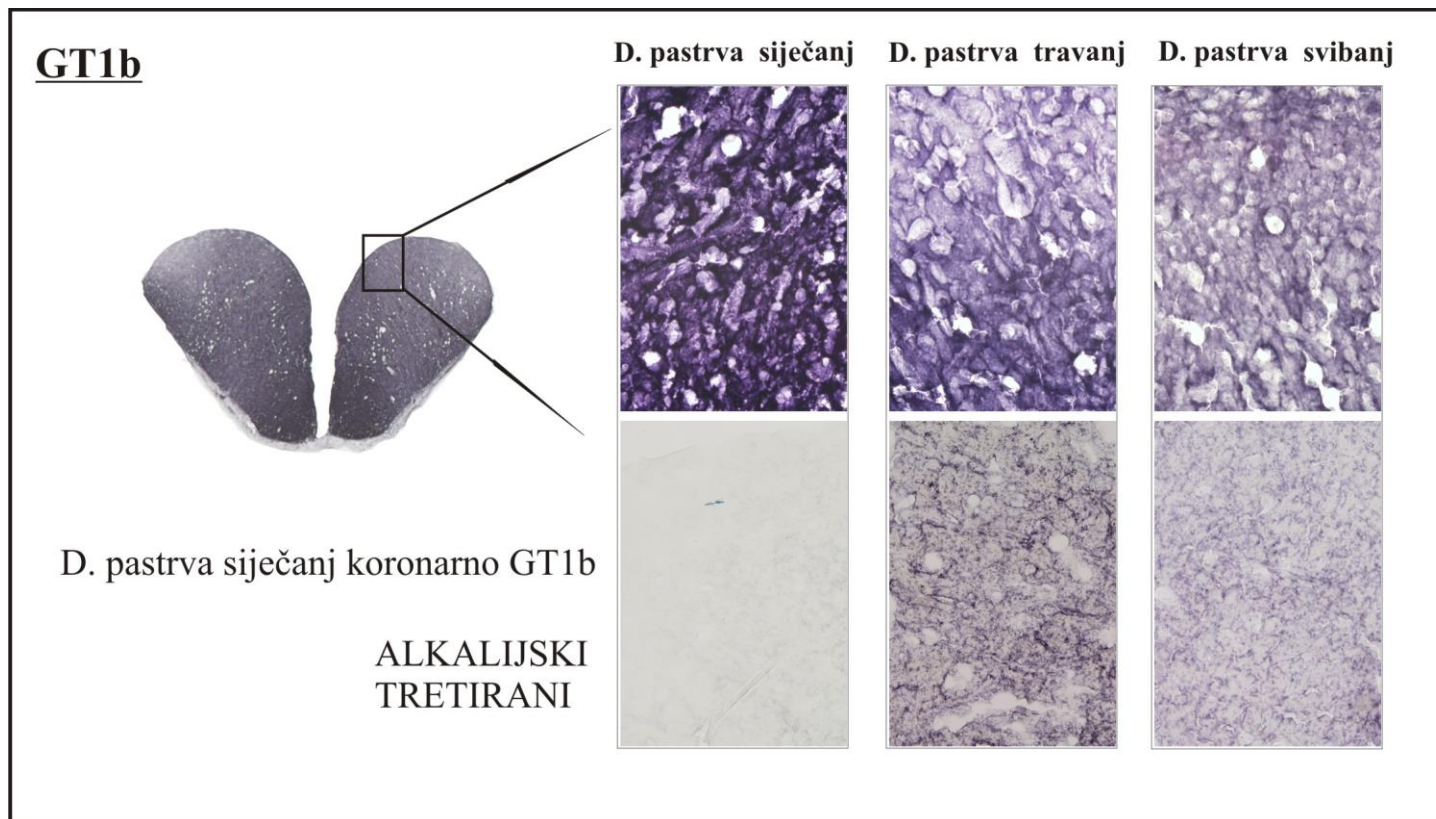 GT1b
D. pastrva siječanj
D. pastrva travanj
D. pastrva svibanj
D. pastrva siječanj koronarno GT1b
ALKALIJSKI
TRETIRANI